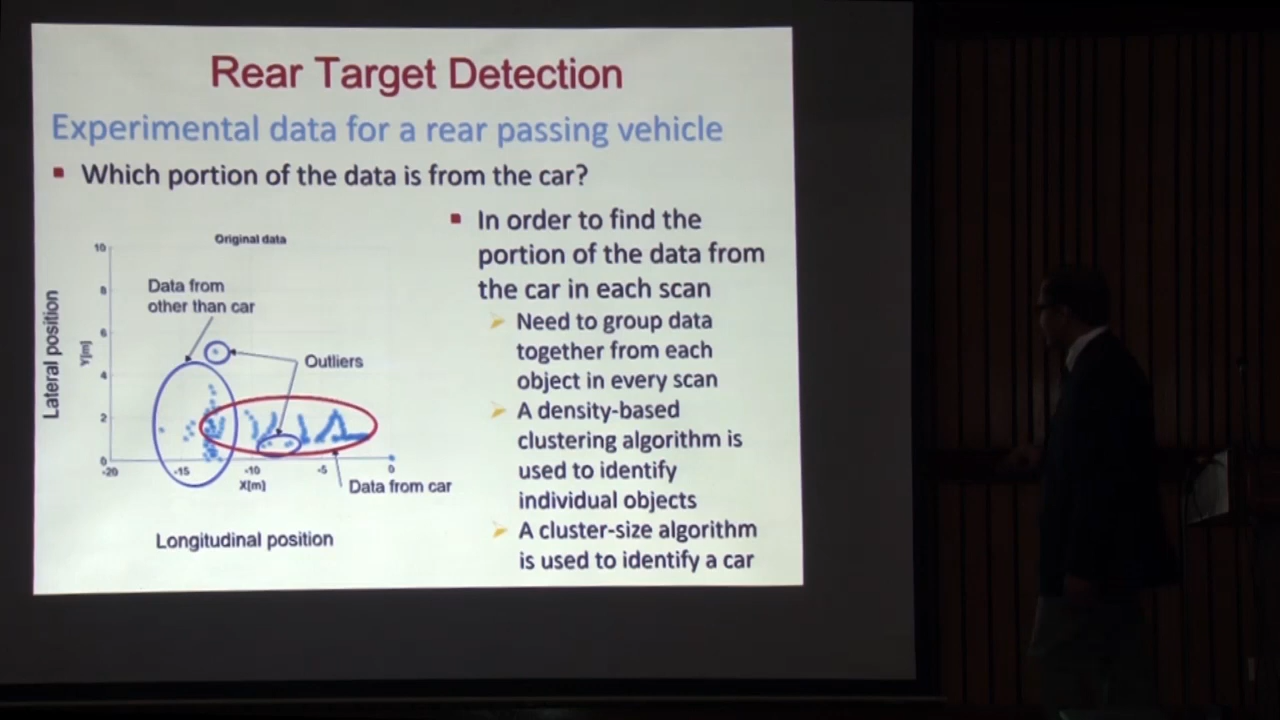 Rear Target Detection
Experimental data for a rear passing vehicle
Which portion of the data is from the car?
Original data
10
8
6
4
2
0
-20
-15
-10
-5
0
Y[m]
X[m]
Lateral position
Longitudinal position
Data from
other than car
Outliers
Data from car
In order to find the
portion of the data from
the car in each scan
Need to group data
together from each
object in every scan
A density-based
clustering algorithm is
used to identify
individual objects
A cluster-size algorithm
is used to identify a car